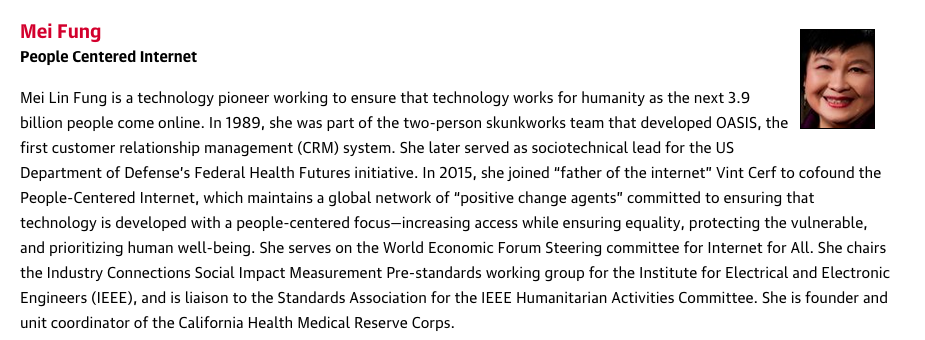 Mei Fung
People Centered Internet
Mei Lin Fung is a technology pioneer working to ensure that technology works for humanity as the next 3.9
billion people come online. In 1989, she was part of the two-person skunkworks team that developed OASIS, the
first customer relationship management (CRM) system. She later served as sociotechnical lead for the US
Department of Defense’s Federal Health Futures initiative. In 2015, she joined “father of the internet” Vint Cerf to cofound the
People-Centered Internet, which maintains a global network of “positive change agents” committed to ensuring that
technology is developed with a people-centered focus—increasing access while ensuring equality, protecting the vulnerable,
and prioritizing human well-being. She serves on the World Economic Forum Steering committee for Internet for All. She chairs
the Industry Connections Social Impact Measurement Pre-standards working group for the Institute for Electrical and Electronic
Engineers (IEEE), and is liaison to the Standards Association for the IEEE Humanitarian Activities Committee. She is founder and
unit coordinator of the California Health Medical Reserve Corps.